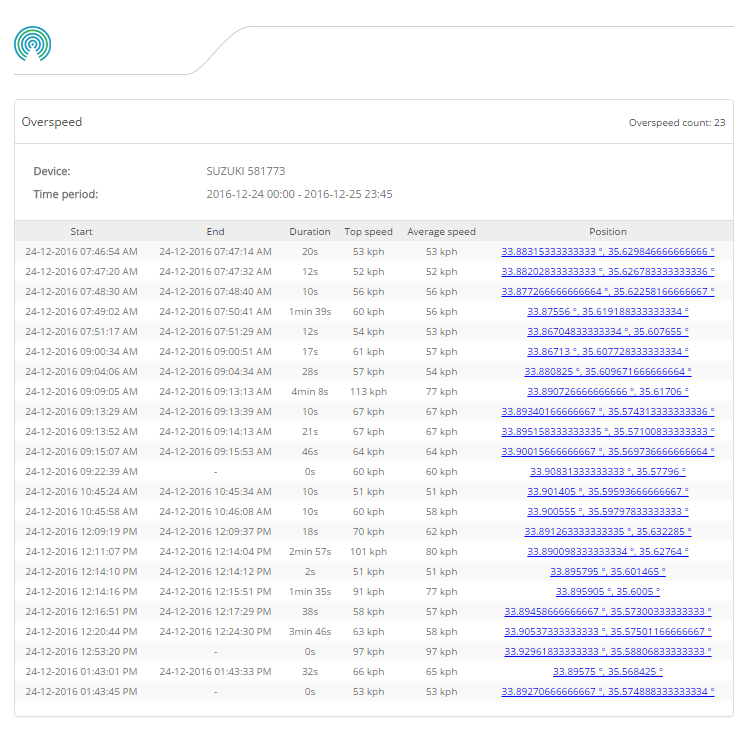 Overspeed Overspeed count: 23
Device: SUZUKI 581773
Time period: 2016-12-24 00:00 - 2016-12-25 23:45
Start End Duration Top speed Average speed Position
24-12-2016 07:46:54 AM 24-12-2016 07:47:14 AM 20s 53 kph 53 kph 33.88315333333333 °, 35.629846666666666 °
24-12-2016 07:47:20 AM 24-12-2016 07:47:32 AM 12s 52 kph 52 kph 33.88202833333333 °, 35.626783333333336 °
24-12-2016 07:48:30 AM 24-12-2016 07:48:40 AM 10s 56 kph 56 kph 33.877266666666664 °, 35.62258166666667 °
24-12-2016 07:49:02 AM 24-12-2016 07:50:41 AM 1min 39s 60 kph 56 kph 33.87556 °, 35.619188333333334 °
24-12-2016 07:51:17 AM 24-12-2016 07:51:29 AM 12s 54 kph 53 kph 33.86704833333334 °, 35.607655 °
24-12-2016 09:00:34 AM 24-12-2016 09:00:51 AM 17s 61 kph 57 kph 33.86713 °, 35.607728333333334 °
24-12-2016 09:04:06 AM 24-12-2016 09:04:34 AM 28s 57 kph 54 kph 33.880825 °, 35.609671666666664 °
24-12-2016 09:09:05 AM 24-12-2016 09:13:13 AM 4min 8s 113 kph 77 kph 33.890726666666666 °, 35.61706 °
24-12-2016 09:13:29 AM 24-12-2016 09:13:39 AM 10s 67 kph 67 kph 33.89340166666667 °, 35.574313333333336 °
24-12-2016 09:13:52 AM 24-12-2016 09:14:13 AM 21s 67 kph 67 kph 33.895158333333335 °, 35.57100833333333 °
24-12-2016 09:15:07 AM 24-12-2016 09:15:53 AM 46s 64 kph 64 kph 33.90015666666667 °, 35.569736666666664 °
24-12-2016 09:22:39 AM - 0s 60 kph 60 kph 33.90831333333333 °, 35.57796 °
24-12-2016 10:45:24 AM 24-12-2016 10:45:34 AM 10s 51 kph 51 kph 33.901405 °, 35.59593666666667 °
24-12-2016 10:45:58 AM 24-12-2016 10:46:08 AM 10s 60 kph 58 kph 33.900555 °, 35.59797833333333 °
24-12-2016 12:09:19 PM 24-12-2016 12:09:37 PM 18s 70 kph 62 kph 33.891263333333335 °, 35.632285 °
24-12-2016 12:11:07 PM 24-12-2016 12:14:04 PM 2min 57s 101 kph 80 kph 33.890098333333334 °, 35.62764 °
24-12-2016 12:14:10 PM 24-12-2016 12:14:12 PM 2s 51 kph 51 kph 33.895795 °, 35.601465 °
24-12-2016 12:14:16 PM 24-12-2016 12:15:51 PM 1min 35s 91 kph 77 kph 33.895905 °, 35.6005 °
24-12-2016 12:16:51 PM 24-12-2016 12:17:29 PM 38s 58 kph 57 kph 33.89458666666667 °, 35.57300333333333 °
24-12-2016 12:20:44 PM 24-12-2016 12:24:30 PM 3min 46s 63 kph 58 kph 33.90537333333333 °, 35.57501166666667 °
24-12-2016 12:53:20 PM - 0s 97 kph 97 kph 33.92961833333333 °, 35.58806833333333 °
24-12-2016 01:43:01 PM 24-12-2016 01:43:33 PM 32s 66 kph 65 kph 33.89575 °, 35.568425 °
24-12-2016 01:43:45 PM - 0s 53 kph 53 kph 33.89270666666667 °, 35.574888333333334 °